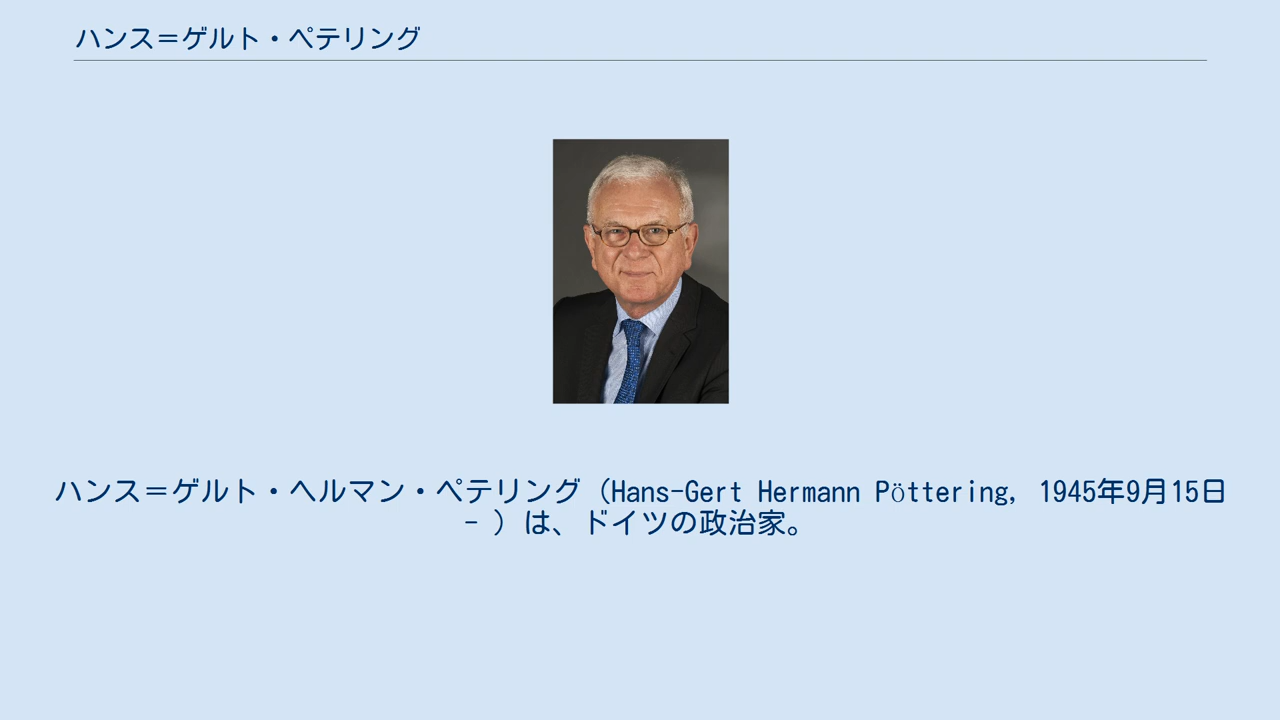 ハンス＝ゲルト・ペテリング
ハンス＝ゲルト・ヘルマン・ペテリング（Hans-Gert Hermann Pöttering, 1945年9月15日
- ）は、ドイツの政治家。